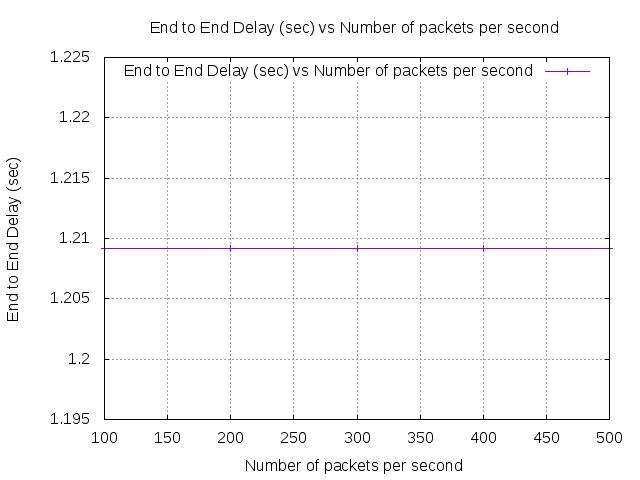 End to End Delay (sec) vs Number of packets per second
1.225
End to End Delay (sec) vs Number of packets per second
1.22
1.215
1.21
1.205
1.2
1.195
End to End Delay (sec)
100 150 200 250 300 350 400 450 500
Number of packets per second